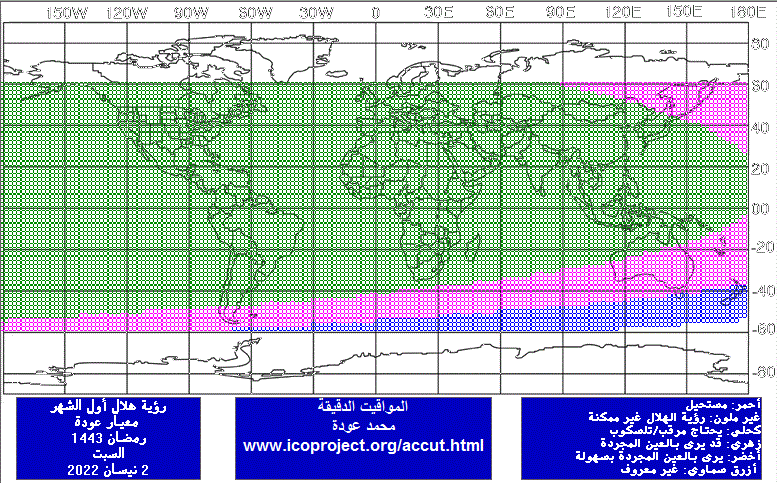 150W 120W 90W 60W 30W 0 30E 60E 90E 120E 150E 180E
80
60
40
20
00
-20
-40
-60
-80
رؤية هلال أول الشهر
معيار عودة
رمضان 1443
السبت
2 نيسان 2022
المواقيت الدقيقة
محمد عودة
www.icoproject.org/accut.html
أحمر: مستحيل
غير ملون: رؤية الهلال غير ممكنة
كحلي: يحتاج مرقب/تلسكوب
زهري: قد يرى بالعين المجردة
أخضر: يرى بالعين المجردة بسهولة
أزرق سماوي: غير معروف